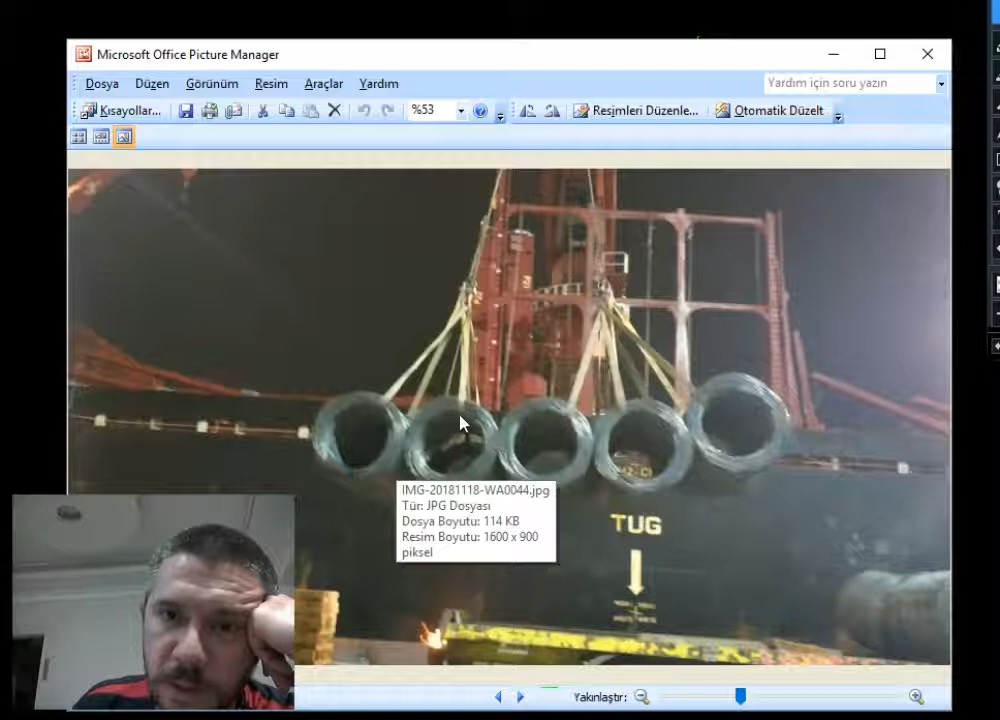 Microsoft Office Picture Manager
Dosya Düzen Görünüm Resim Araçlar Yardım
Yardım için soru yazın
Kısayollar... %53 Resimleri Düzenle... Otomatik Düzelt
IMG-20181118-WA0044.jpg
Tür: JPG Dosyası
Dosya Boyutu: 114 KB
Resim Boyutu: 1600 x 900
piksel
TUG
Yakınlaştır: